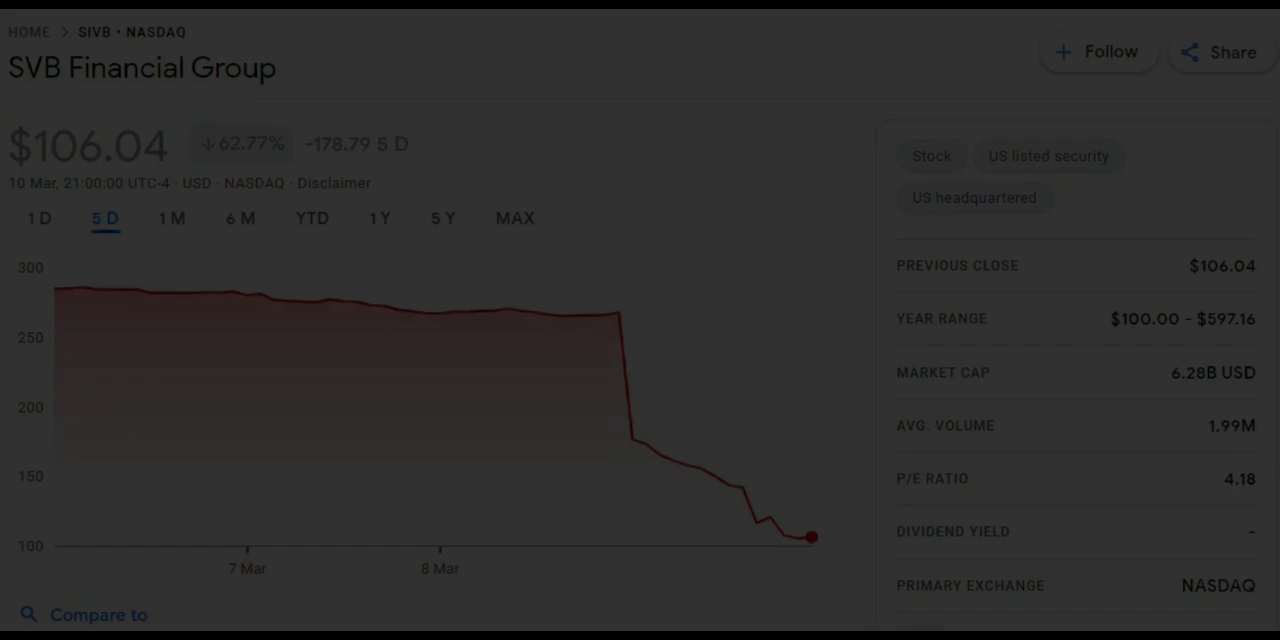 HOME > SIVB • NASDAQ
SVB Financial Group
Follow
Share
$106.04 ↓62.77% -178.79 5 D
10 Mar, 21:00:00 UTC-4 · USD · NASDAQ · Disclaimer
1 D 5 D 1 M 6 M YTD 1 Y 5 Y MAX
300
250
200
150
100
7 Mar 8 Mar
Compare to
Stock US listed security
US headquartered
PREVIOUS CLOSE $106.04
YEAR RANGE $100.00 - $597.16
MARKET CAP 6.28B USD
AVG. VOLUME 1.99M
P/E RATIO 4.18
DIVIDEND YIELD -
PRIMARY EXCHANGE NASDAQ